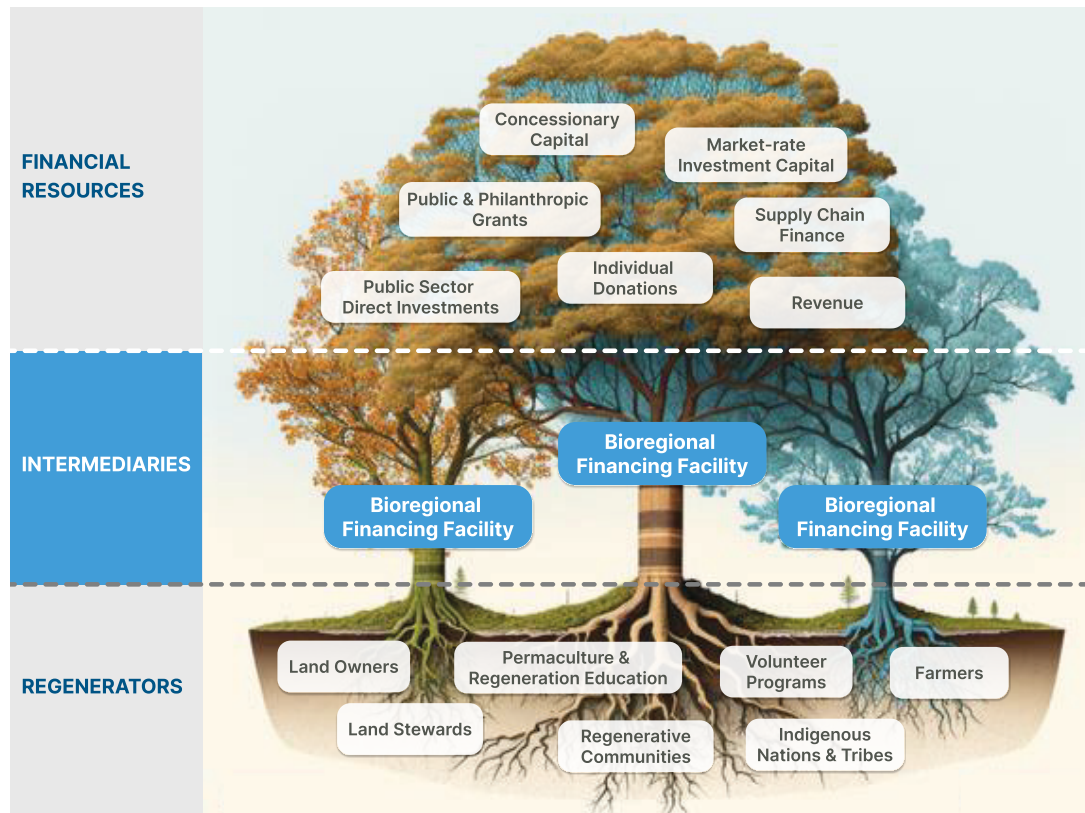 FINANCIAL
RESOURCES
Concessionary
Capital
Market-rate
Investment Capital
Public & Philanthropic
Grants
Supply Chain
Finance
Individual
Donations
Public Sector
Direct Investments
Revenue
INTERMEDIARIES
Bioregional
Financing Facility
Bioregional
Financing Facility
Bioregional
Financing Facility
REGENERATORS
Land Owners
Permaculture &
Regeneration Education
Volunteer
Programs
Farmers
Land Stewards
Regenerative
Communities
Indigenous
Nations & Tribes